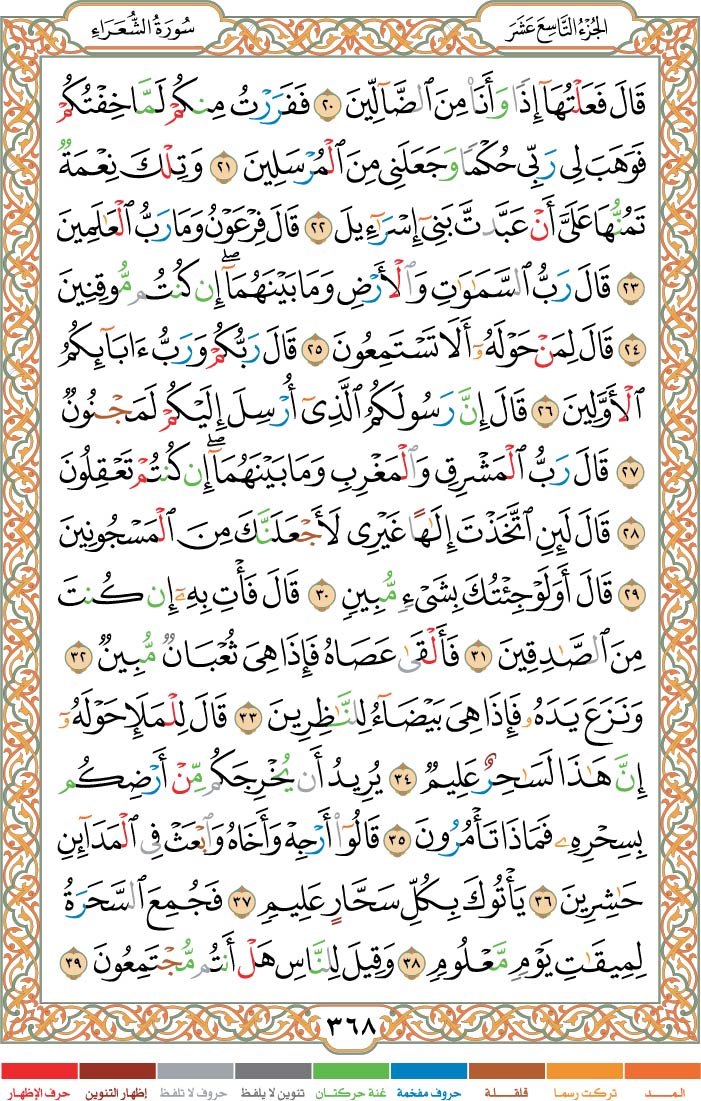 الجُزْءُ التَّاسِعَ عَشَرَ
سُورَةُ الشُّعَرَاءِ
قَالَ فَعَلْتُهَآ إِذًا وَأَنَا۠ مِنَ ٱلضَّآلِّينَ ٢٠ فَفَرَرْتُ مِنكُمْ لَمَّا خِفْتُكُمْ
فَوَهَبَ لِى رَبِّى حُكْمًا وَجَعَلَنِى مِنَ ٱلْمُرْسَلِينَ ٢١ وَتِلْكَ نِعْمَةٌ
تَمُنُّهَا عَلَىَّ أَنْ عَبَّدتَّ بَنِىٓ إِسْرَٰٓءِيلَ ٢٢ قَالَ فِرْعَوْنُ وَمَا رَبُّ ٱلْعَٰلَمِينَ
٢٣ قَالَ رَبُّ ٱلسَّمَٰوَٰتِ وَٱلْأَرْضِ وَمَا بَيْنَهُمَآ ۖ إِن كُنتُم مُّوقِنِينَ
٢٤ قَالَ لِمَنْ حَوْلَهُۥٓ أَلَا تَسْتَمِعُونَ ٢٥ قَالَ رَبُّكُمْ وَرَبُّ ءَابَآئِكُمُ
ٱلْأَوَّلِينَ ٢٦ قَالَ إِنَّ رَسُولَكُمُ ٱلَّذِىٓ أُرْسِلَ إِلَيْكُمْ لَمَجْنُونٌ
٢٧ قَالَ رَبُّ ٱلْمَشْرِقِ وَٱلْمَغْرِبِ وَمَا بَيْنَهُمَآ ۖ إِن كُنتُمْ تَعْقِلُونَ
٢٨ قَالَ لَئِنِ ٱتَّخَذْتَ إِلَٰهًا غَيْرِى لَأَجْعَلَنَّكَ مِنَ ٱلْمَسْجُونِينَ
٢٩ قَالَ أَوَلَوْ جِئْتُكَ بِشَىْءٍ مُّبِينٍ ٣٠ قَالَ فَأْتِ بِهِۦٓ إِن كُنتَ
مِنَ ٱلصَّٰدِقِينَ ٣١ فَأَلْقَىٰ عَصَاهُ فَإِذَا هِىَ ثُعْبَانٌ مُّبِينٌ ٣٢
وَنَزَعَ يَدَهُۥ فَإِذَا هِىَ بَيْضَآءُ لِلنَّٰظِرِينَ ٣٣ قَالَ لِلْمَلَإِ حَوْلَهُۥٓ
إِنَّ هَٰذَا لَسَٰحِرٌ عَلِيمٌ ٣٤ يُرِيدُ أَن يُخْرِجَكُم مِّنْ أَرْضِكُم
بِسِحْرِهِۦ فَمَاذَا تَأْمُرُونَ ٣٥ قَالُوٓا۟ أَرْجِهْ وَأَخَاهُ وَٱبْعَثْ فِى ٱلْمَدَآئِنِ
حَٰشِرِينَ ٣٦ يَأْتُوكَ بِكُلِّ سَحَّارٍ عَلِيمٍ ٣٧ فَجُمِعَ ٱلسَّحَرَةُ
لِمِيقَٰتِ يَوْمٍ مَّعْلُومٍ ٣٨ وَقِيلَ لِلنَّاسِ هَلْ أَنتُم مُّجْتَمِعُونَ ٣٩
٣٦٨
المـــد تركت رسما قلقـلة حروف مفخمة غنة حركتان تنوين لا يلفظ حروف لا تلفظ إظهار التنوين حرف الإظهار